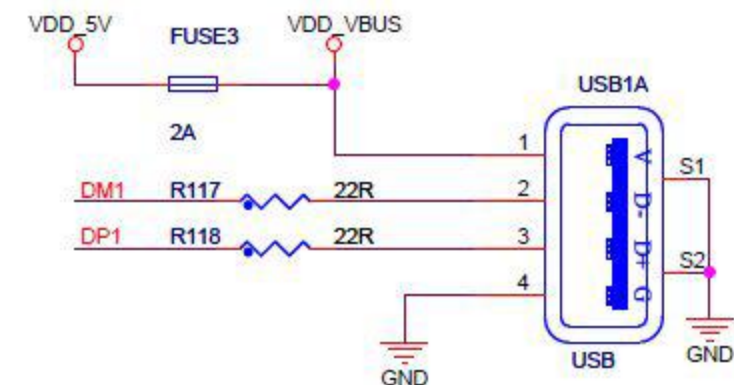 VDD_5V FUSE3 VDD_VBUS
USB1A
2A
1 V S1
DM1 R117 22R 2 D-
DP1 R118 22R 3 D+
S2
4 G
USB GND
GND